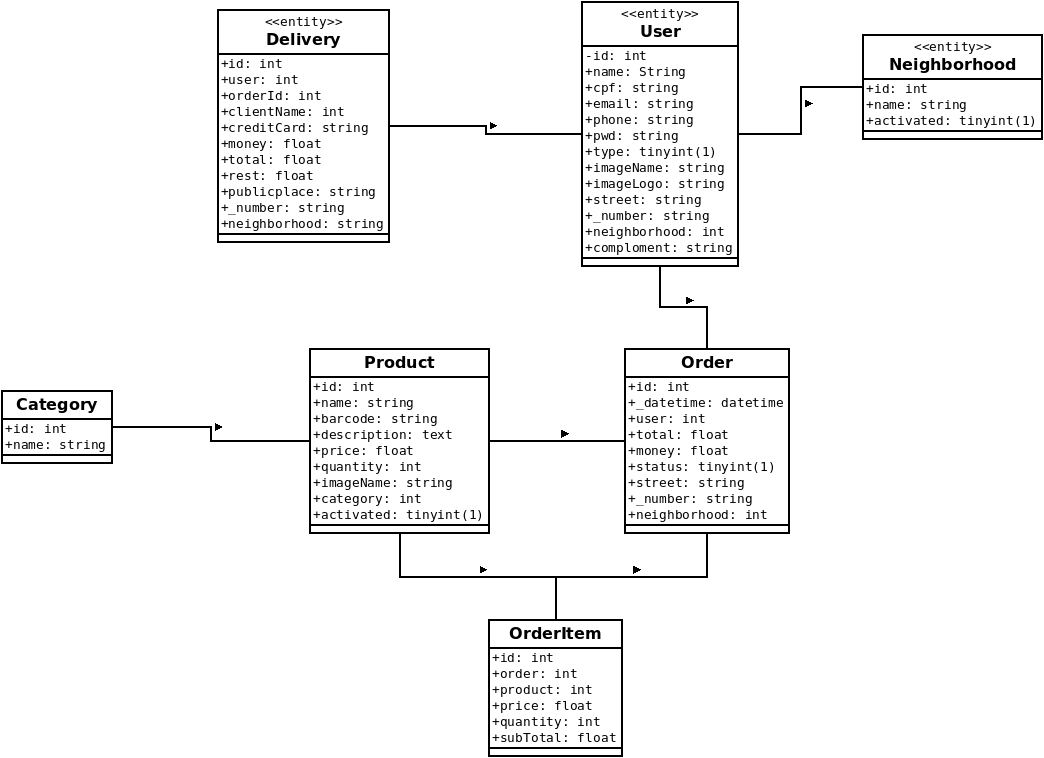 <<entity>>
Delivery
+id: int
+user: int
+orderId: int
+clientName: int
+creditCard: string
+money: float
+total: float
+rest: float
+publicplace: string
+_number: string
+neighborhood: string
<<entity>>
User
-id: int
+name: String
+cpf: string
+email: string
+phone: string
+pwd: string
+type: tinyint(1)
+imageName: string
+imageLogo: string
+street: string
+_number: string
+neighborhood: int
+comploment: string
<<entity>>
Neighborhood
+id: int
+name: string
+activated: tinyint(1)
Category
+id: int
+name: string
Product
+id: int
+name: string
+barcode: string
+description: text
+price: float
+quantity: int
+imageName: string
+category: int
+activated: tinyint(1)
Order
+id: int
+_datetime: datetime
+user: int
+total: float
+money: float
+status: tinyint(1)
+street: string
+_number: string
+neighborhood: int
OrderItem
+id: int
+order: int
+product: int
+price: float
+quantity: int
+subTotal: float